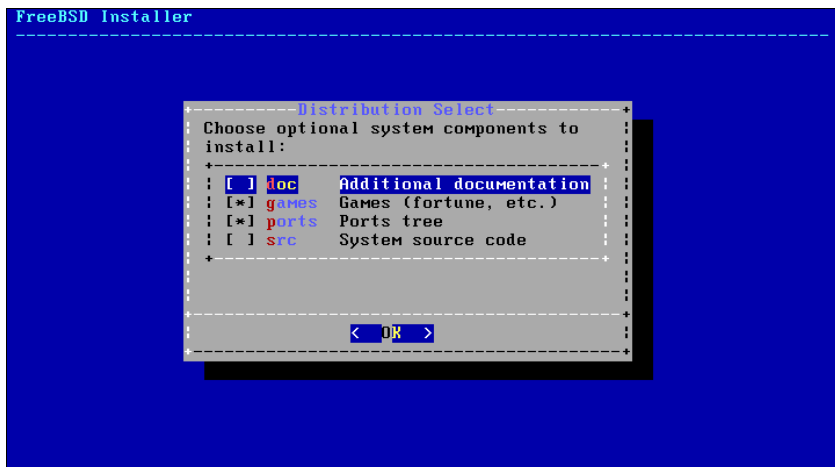 FreeBSD Installer
Distribution Select
Choose optional system components to
install:
[ ] doc Additional documentation
[*] games Games (fortune, etc.)
[*] ports Ports tree
[ ] src System source code
< OK >